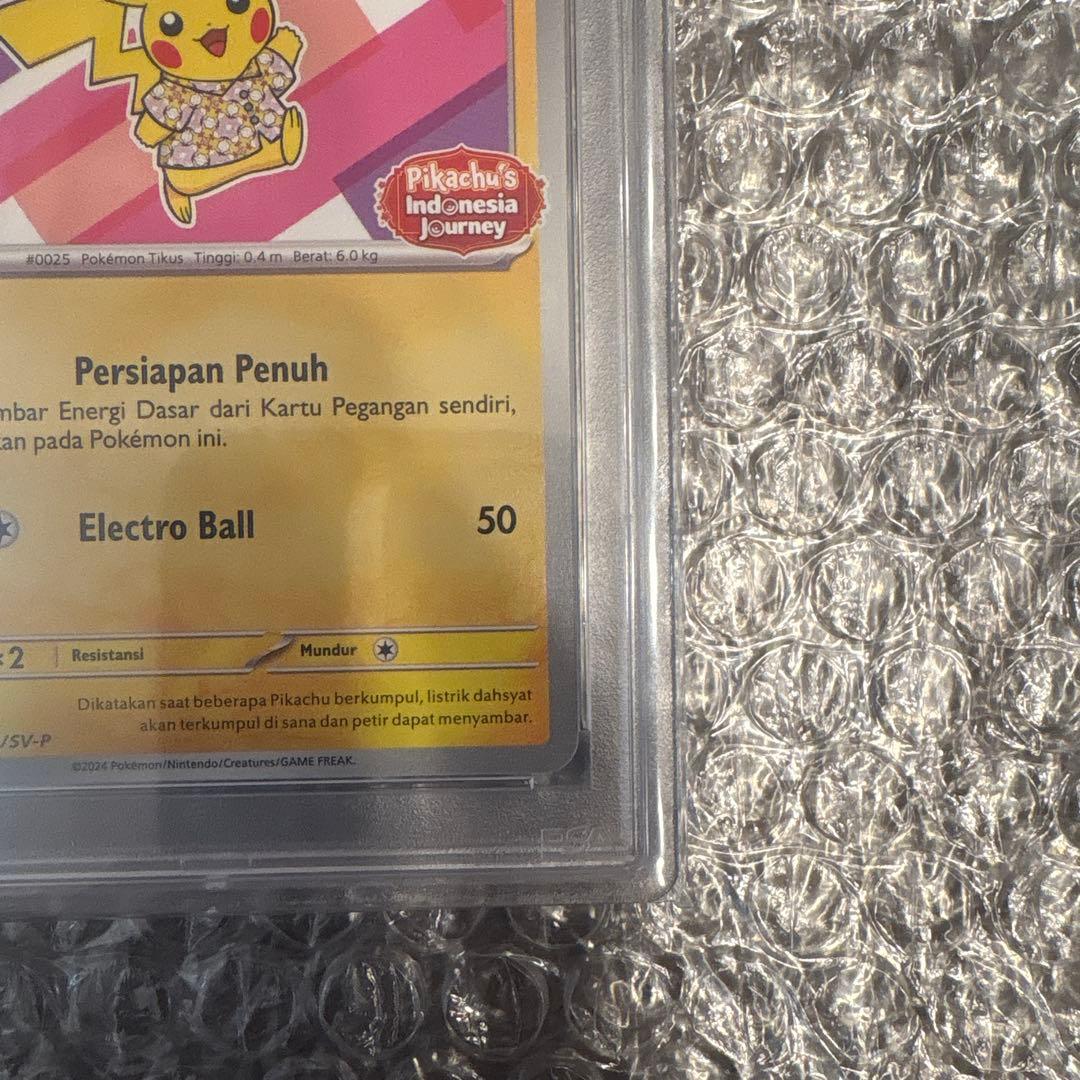 Pikachu's
Indonesia
Journey
#0025 Pokémon Tikus Tinggi: 0.4 m Berat: 6.0 kg
Persiapan Penuh
mbar Energi Dasar dari Kartu Pegangan sendiri,
kan pada Pokémon ini.
Electro Ball 50
×2 Resistansi Mundur
Dikatakan saat beberapa Pikachu berkumpul, listrik dahsyat
akan terkumpul di sana dan petir dapat menyambar.
/SV-P
©2024 Pokémon/Nintendo/Creatures/GAME FREAK.
PSA